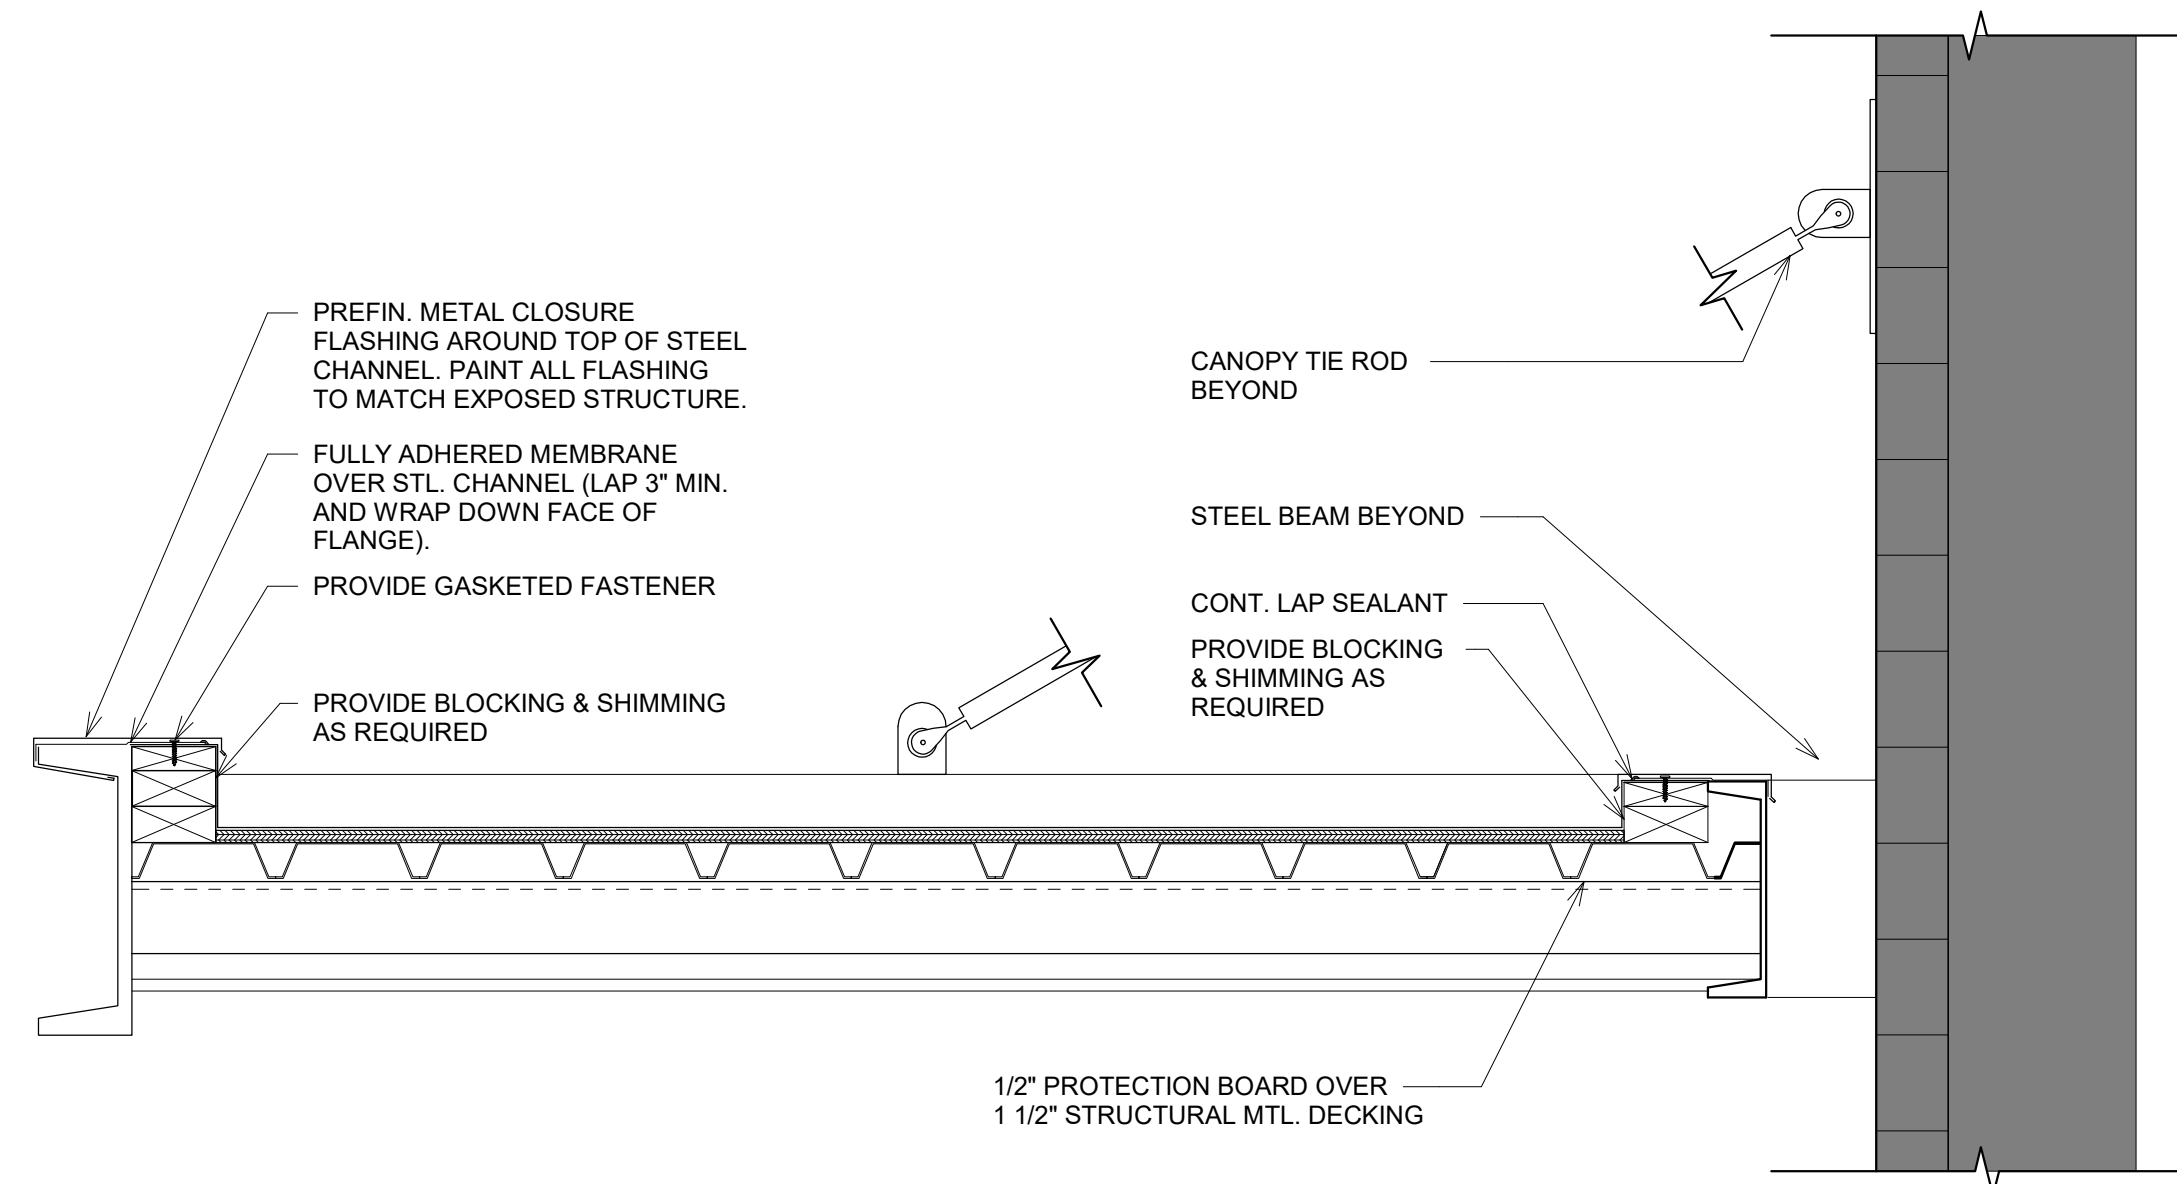 PREFIN. METAL CLOSURE
FLASHING AROUND TOP OF STEEL
CHANNEL. PAINT ALL FLASHING
TO MATCH EXPOSED STRUCTURE.
FULLY ADHERED MEMBRANE
OVER STL. CHANNEL (LAP 3" MIN.
AND WRAP DOWN FACE OF
FLANGE).
PROVIDE GASKETED FASTENER
PROVIDE BLOCKING & SHIMMING
AS REQUIRED
CANOPY TIE ROD
BEYOND
STEEL BEAM BEYOND
CONT. LAP SEALANT
PROVIDE BLOCKING
& SHIMMING AS
REQUIRED
1/2" PROTECTION BOARD OVER
1 1/2" STRUCTURAL MTL. DECKING